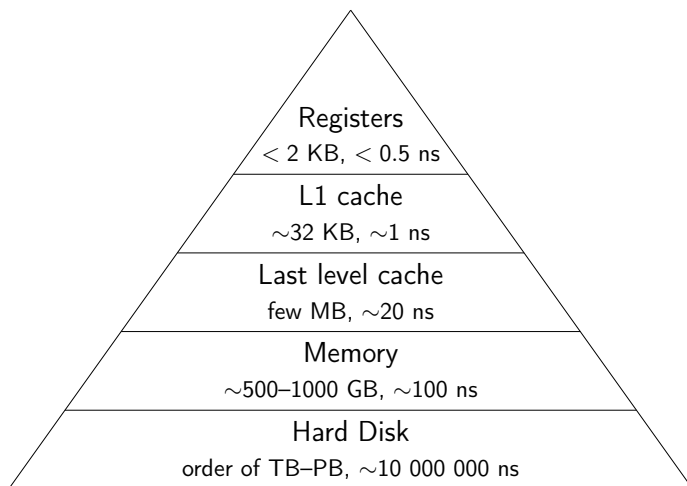 Registers
< 2 KB, < 0.5 ns
L1 cache
∼32 KB, ∼1 ns
Last level cache
few MB, ∼20 ns
Memory
∼500–1000 GB, ∼100 ns
Hard Disk
order of TB–PB, ∼10 000 000 ns